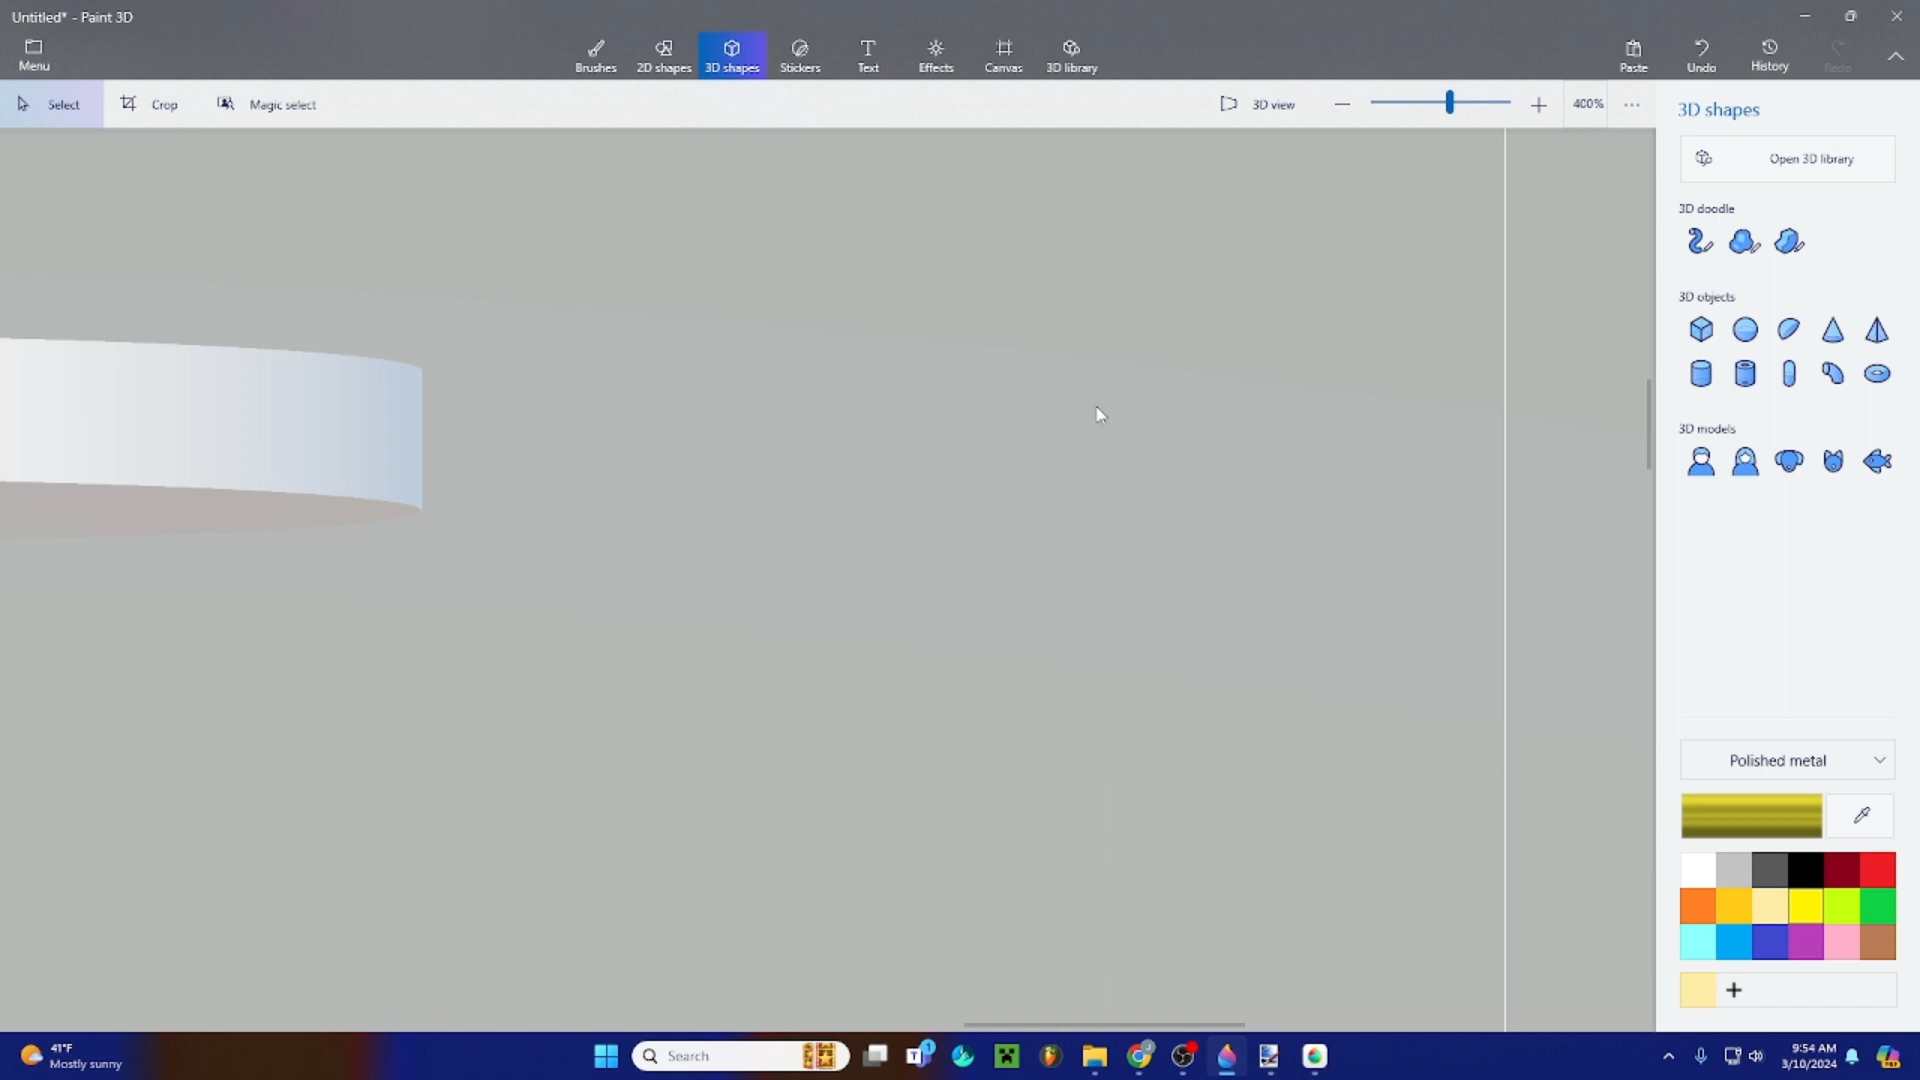 Untitled* - Paint 3D
Menu
Brushes
2D shapes
3D shapes
Stickers
Text
Effects
Canvas
3D library
Paste
Undo
History
Redo
Select
Crop
Magic select
3D view
400%
3D shapes
Open 3D library
3D doodle
3D objects
3D models
Polished metal
41°F
Mostly sunny
Search
1
9:54 AM
3/10/2024